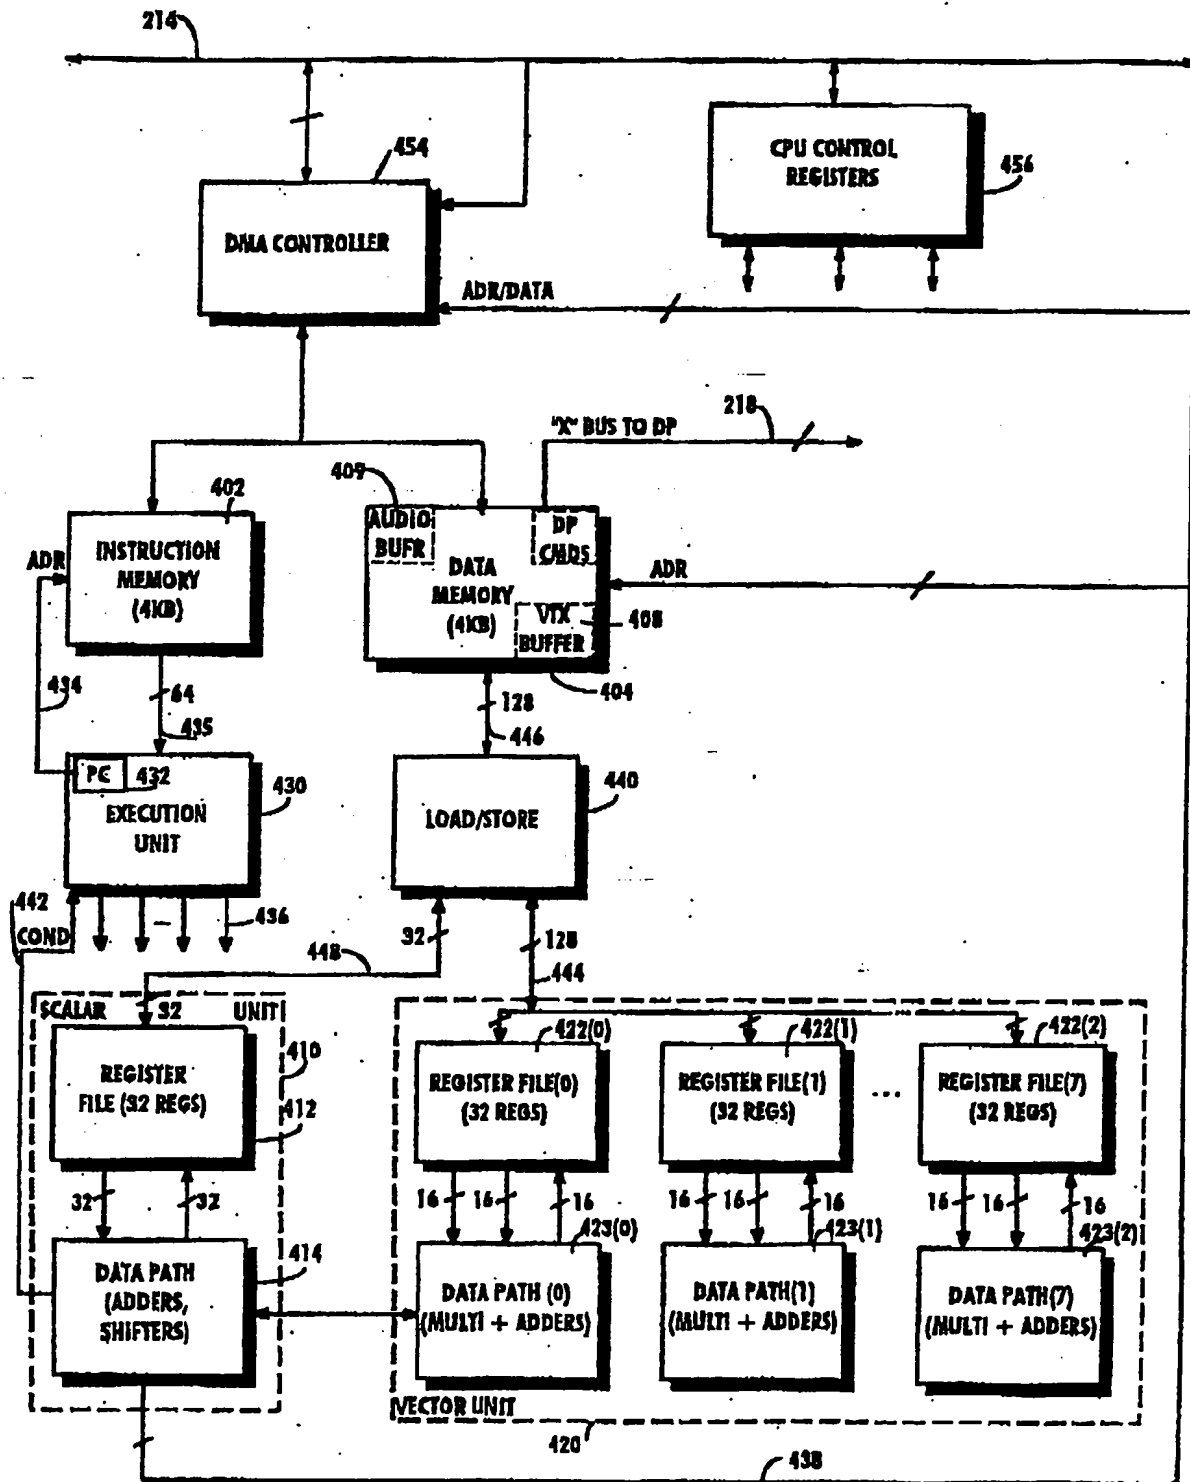 214
454
CPU CONTROL
REGISTERS
456
DMA CONTROLLER
ADR/DATA
"X" BUS TO DP
218
409
402
AUDIO
BUFR
DP
CMDS
ADR
INSTRUCTION
MEMORY
(4KB)
DATA
MEMORY
(4KB)
ADR
VTX
BUFFER
408
434
64
435
128
446
404
PC
432
EXECUTION
UNIT
430
LOAD/STORE
440
442
COND
436
448
32
128
444
SCALAR UNIT
32
REGISTER
FILE (32 REGS)
410
412
422(0)
422(1)
422(2)
REGISTER FILE(0)
(32 REGS)
REGISTER FILE(1)
(32 REGS)
...
REGISTER FILE(7)
(32 REGS)
32
32
16
16
16
16
16
16
16
16
16
423(0)
423(1)
423(2)
DATA PATH
(ADDERS,
SHIFTERS)
414
DATA PATH (0)
(MULTI + ADDERS)
DATA PATH(1)
(MULTI + ADDERS)
DATA PATH(7)
(MULTI + ADDERS)
VECTOR UNIT
420
438